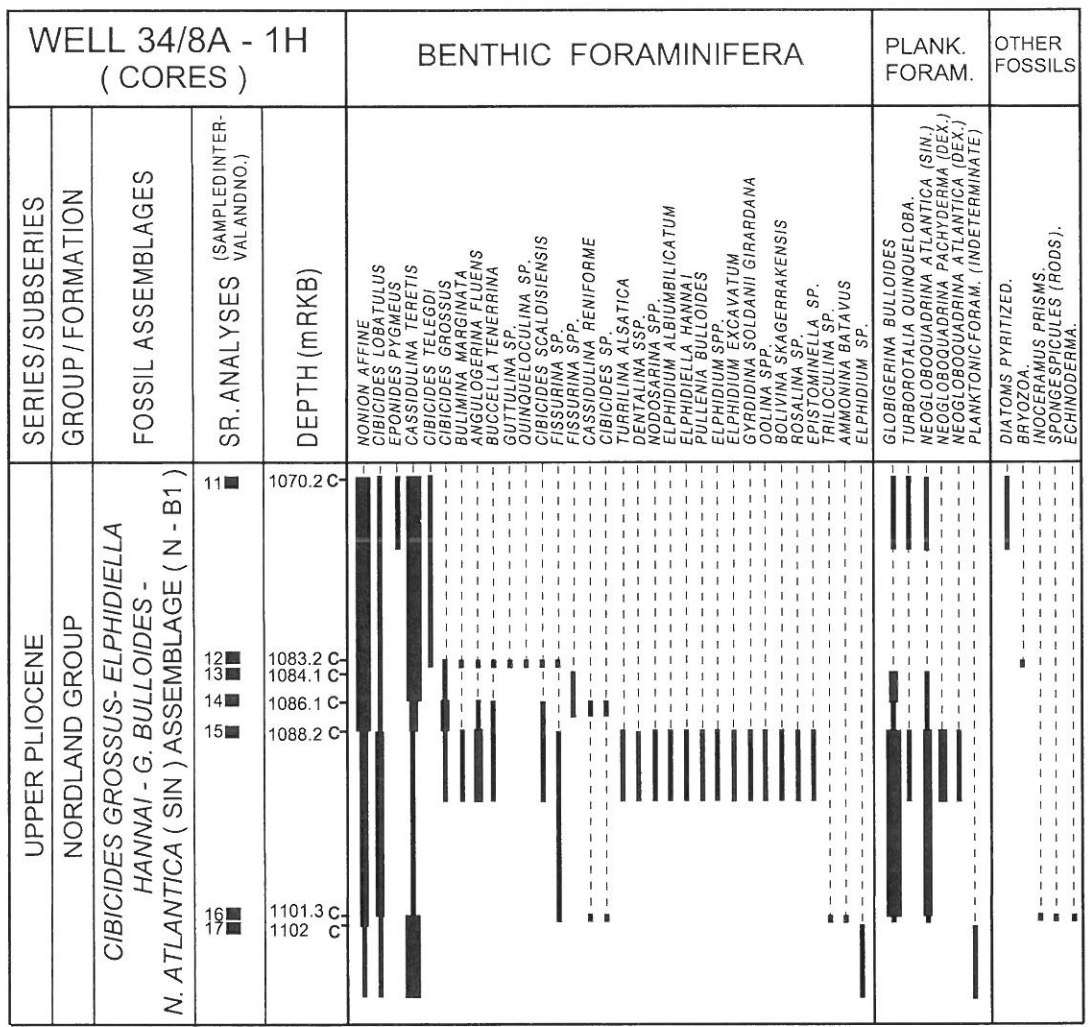 WELL 34/8A - 1H
( CORES )
BENTHIC FORAMINIFERA
PLANK.
FORAM.
OTHER
FOSSILS
SERIES/SUBSERIES
GROUP / FORMATION
FOSSIL ASSEMBLAGES
SR. ANALYSES (SAMPLEDINTER-
VALANDNO.)
DEPTH (mRKB)
NONION AFFINE
CIBICIDES LOBATULUS
EPONIDES PYGMEUS
CASSIDULINA TERETIS
CIBICIDES TELEGDI
CIBICIDES GROSSUS
BULIMINA MARGINATA
ANGULOGERINA FLUENS
BUCCELLA TENERRINA
GUTTULINA SP.
QUINQUELOCULINA SP.
CIBICIDES SCALDISIENSIS
FISSURINA SP.
FISSURINA SPP.
CASSIDULINA RENIFORME
CIBICIDES SP.
TURRILINA ALSATICA
DENTALINA SSP.
NODOSARINA SPP.
ELPHIDIUM ALBIUMBILICATUM
ELPHIDIELLA HANNAI
PULLENIA BULLOIDES
ELPHIDIUM SPP.
ELPHIDIUM EXCAVATUM
GYRDIDINA SOLDANII GIRARDANA
OOLINA SPP.
BOLIVINA SKAGERRAKENSIS
ROSALINA SP.
EPISTOMINELLA SP.
TRILOCULINA SP.
AMMONINA BATAVUS
ELPHIDIUM SP.
GLOBIGERINA BULLOIDES
TURBOROTALIA QUINQUELOBA.
NEOGLOBOQUADRINA ATLANTICA (SIN.)
NEOGLOBOQUADRINA PACHYDERMA (DEX.)
NEOGLOBOQUADRINA ATLANTICA (DEX.)
PLANKTONIC FORAM. (INDETERMINATE)
DIATOMS PYRITIZED.
BRYOZOA.
INOCERAMUS PRISMS.
SPONGESPICULES (RODS).
ECHINODERMA.
UPPER PLIOCENE
NORDLAND GROUP
CIBICIDES GROSSUS- ELPHIDIELLA
HANNAI - G. BULLOIDES -
N. ATLANTICA ( SIN ) ASSEMBLAGE ( N - B1 )
11 1070.2 C
12 1083.2 C
13 1084.1
14 1086.1 C
15 1088.2 C
16 1101.3 C
17 1102 C